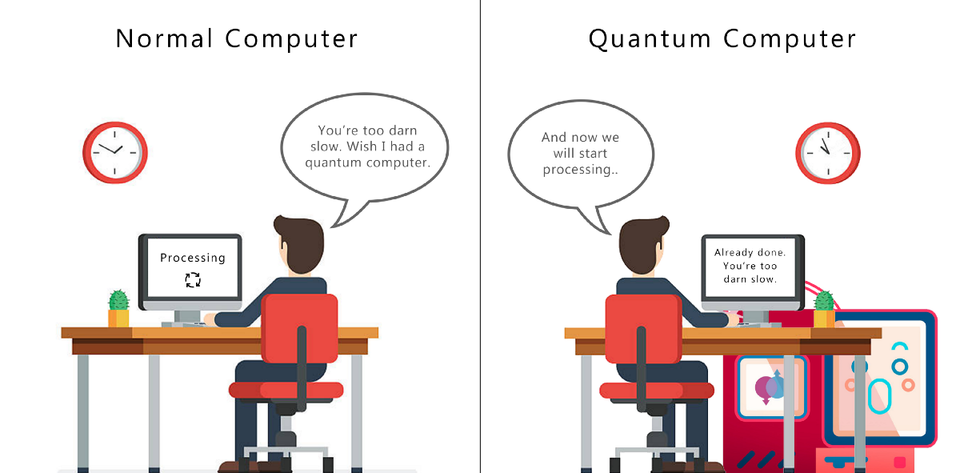 Normal Computer
You're too darn
slow. Wish I had a
quantum computer.
Processing
Quantum Computer
And now we
will start
processing..
Already done.
You're too
darn slow.